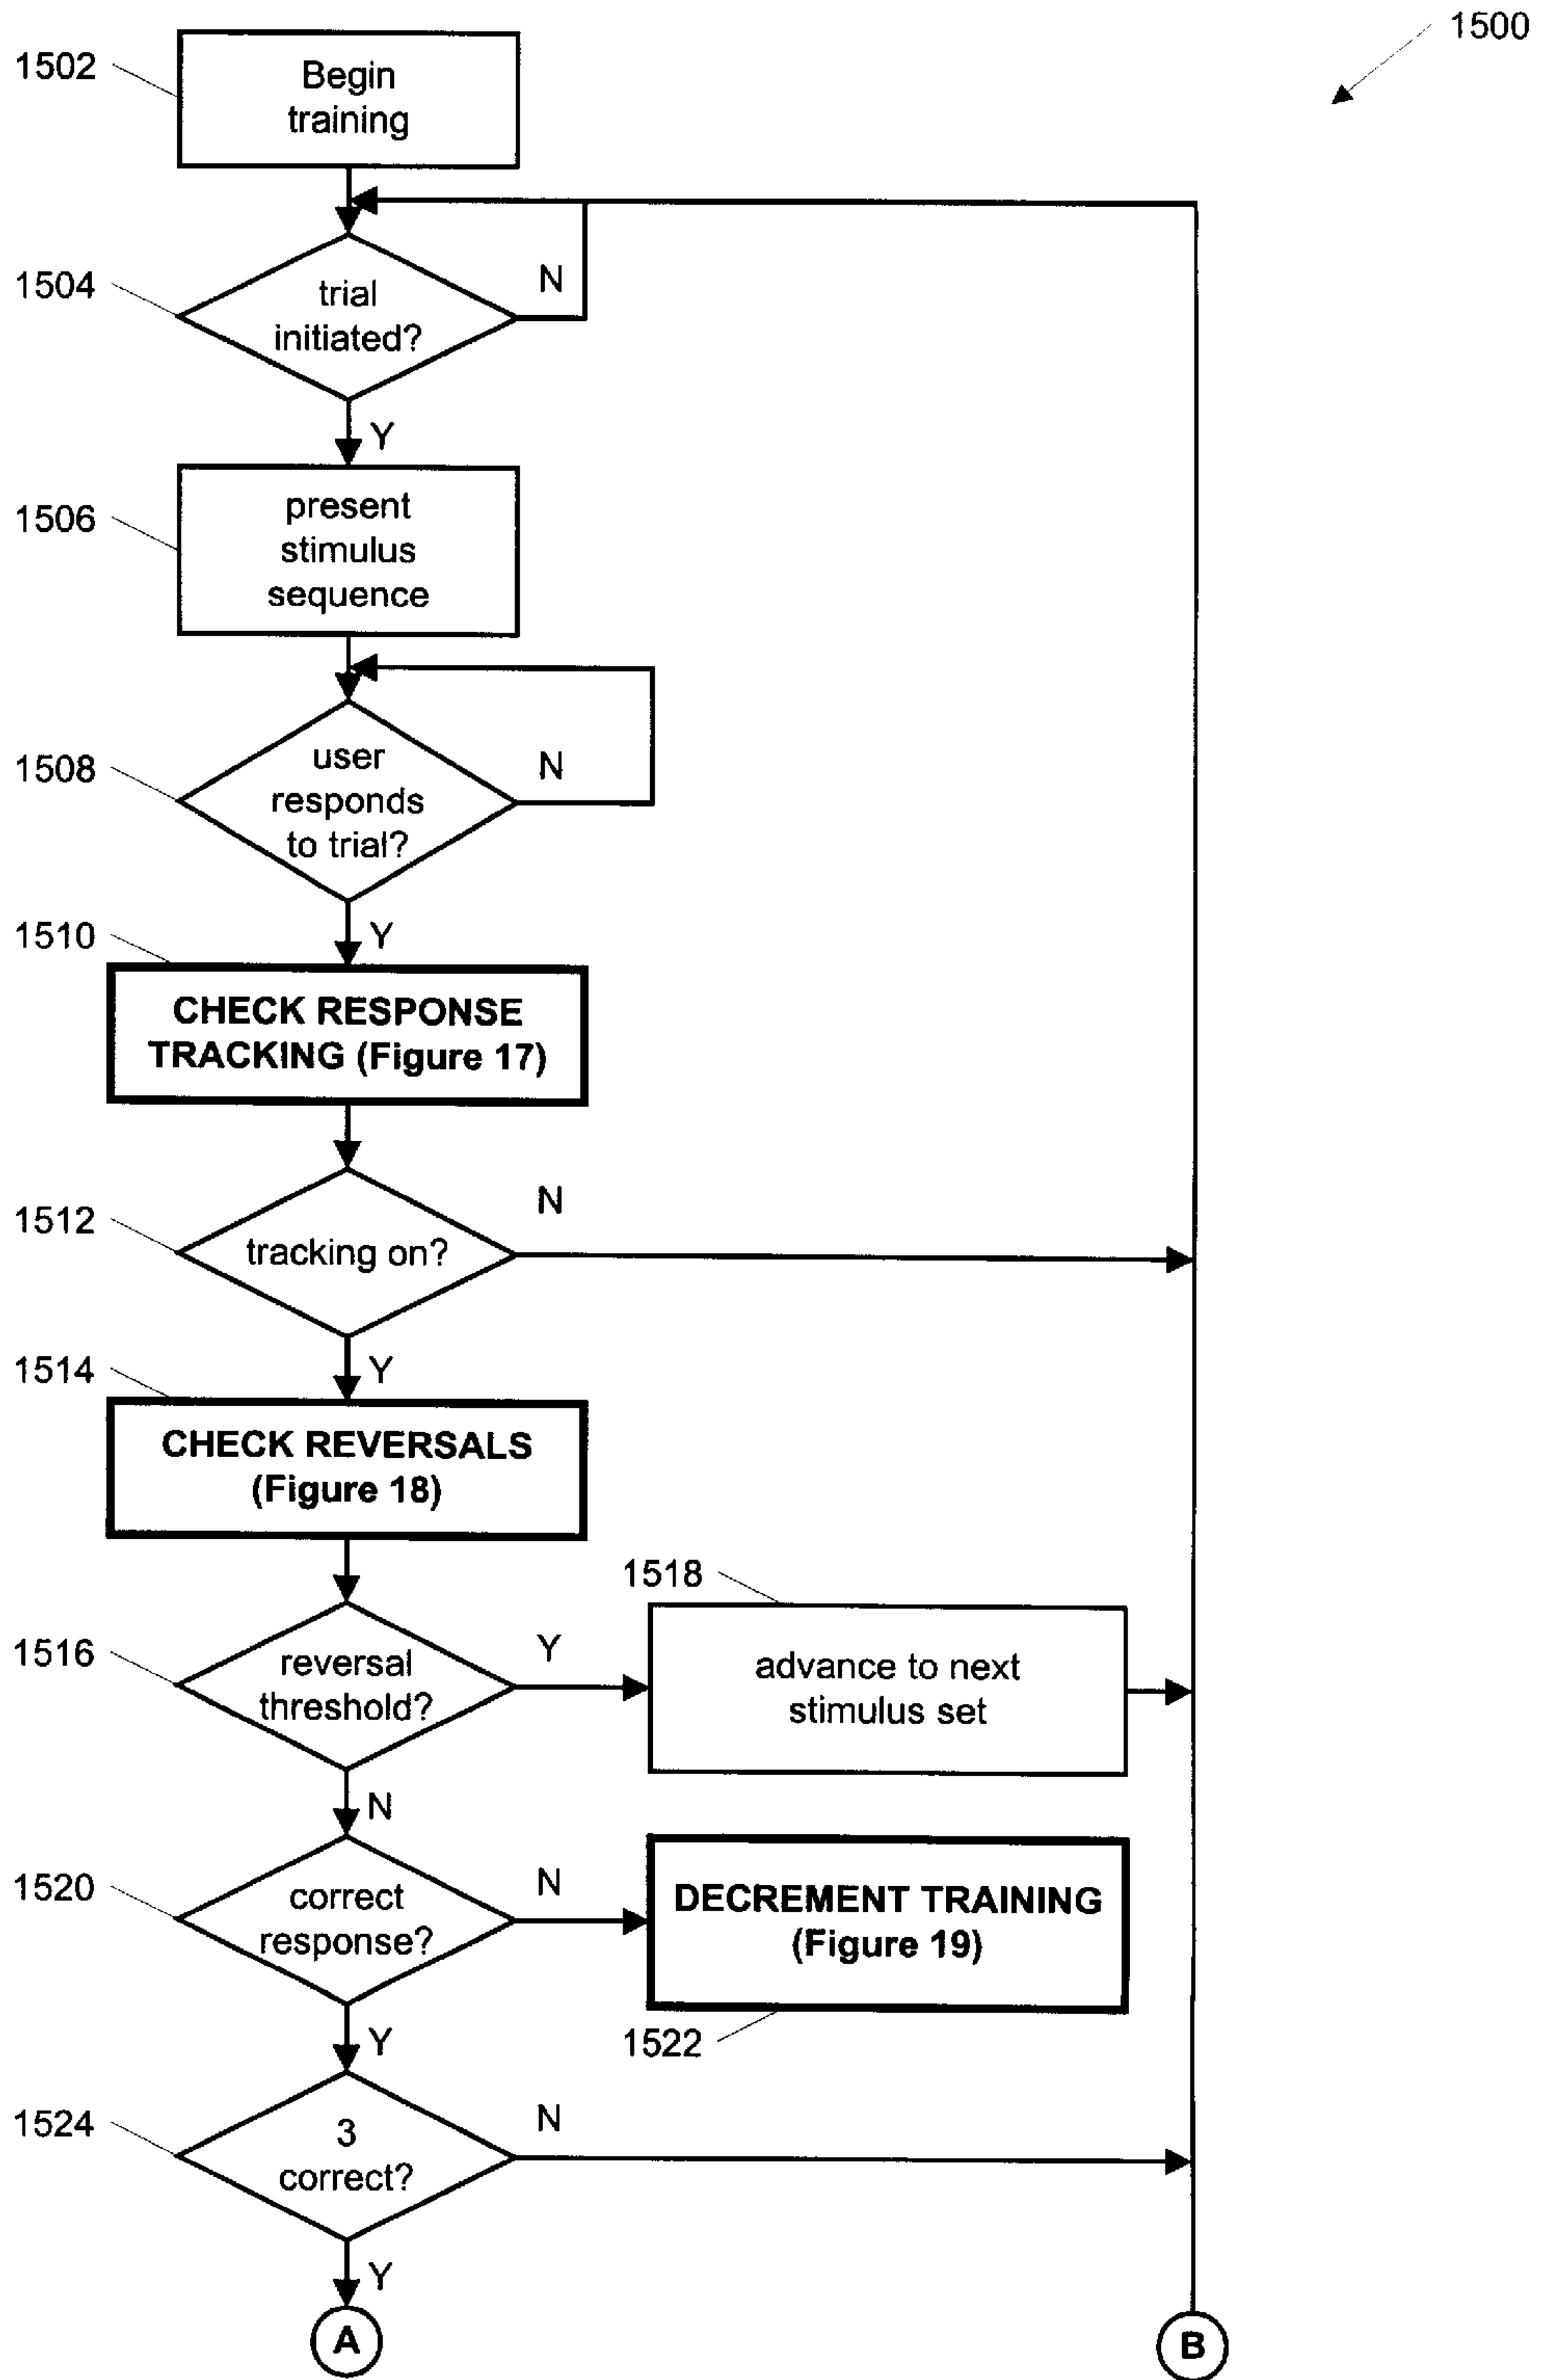 1500
1502
Begin
training
1504
trial
initiated?
N
Y
1506
present
stimulus
sequence
1508
user
responds
to trial?
N
Y
1510
CHECK RESPONSE
TRACKING (Figure 17)
1512
tracking on?
N
Y
1514
CHECK REVERSALS
(Figure 18)
1516
reversal
threshold?
Y
1518
advance to next
stimulus set
N
1520
correct
response?
N
DECREMENT TRAINING
(Figure 19)
1522
Y
1524
3
correct?
N
Y
A
B